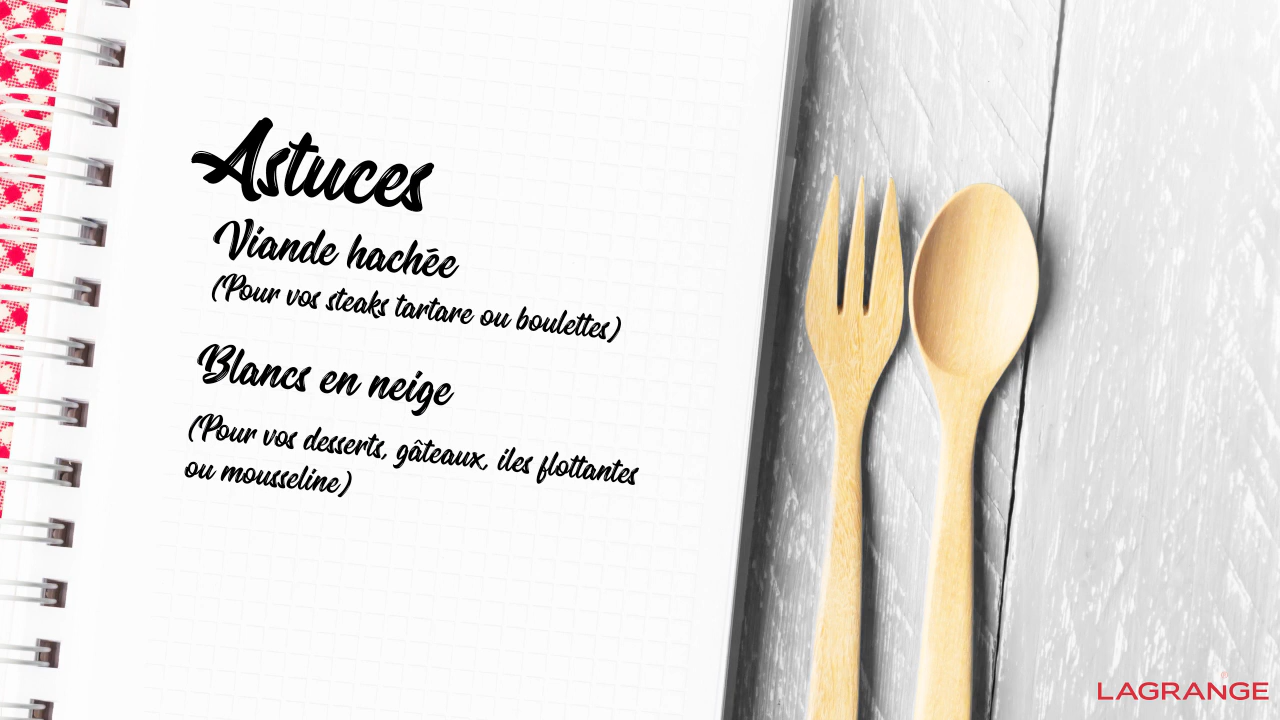 Astuces
Viande hachée
(Pour vos steaks tartare ou boulettes)
Blancs en neige
(Pour vos desserts, gâteaux, iles flottantes
ou mousseline)
LAGRANGE